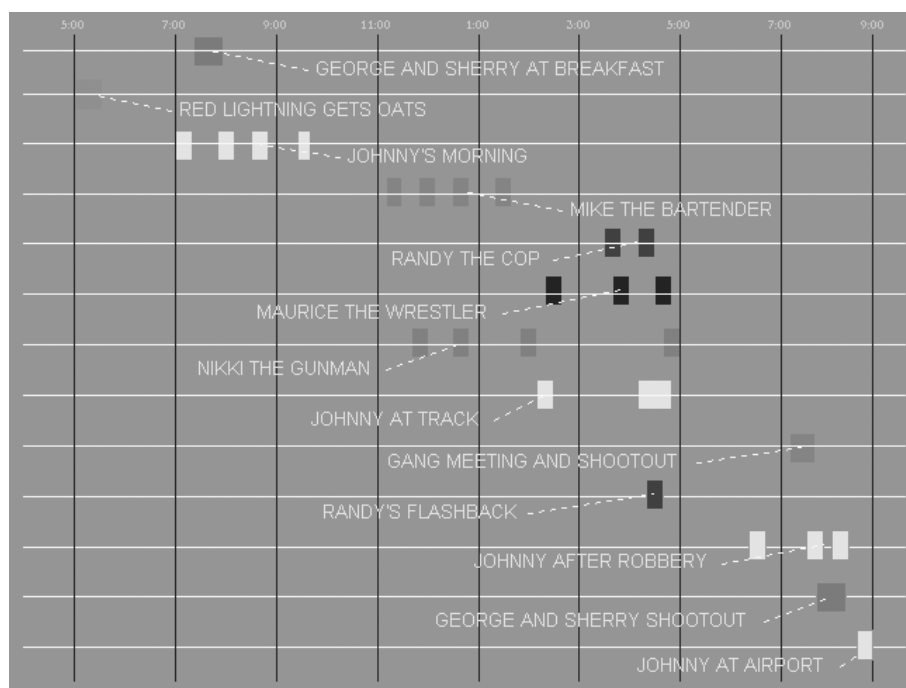 5:00 7:00 9:00 11:00 1:00 3:00 5:00 7:00 9:00
GEORGE AND SHERRY AT BREAKFAST
RED LIGHTNING GETS OATS
JOHNNY'S MORNING
MIKE THE BARTENDER
RANDY THE COP
MAURICE THE WRESTLER
NIKKI THE GUNMAN
JOHNNY AT TRACK
GANG MEETING AND SHOOTOUT
RANDY'S FLASHBACK
JOHNNY AFTER ROBBERY
GEORGE AND SHERRY SHOOTOUT
JOHNNY AT AIRPORT